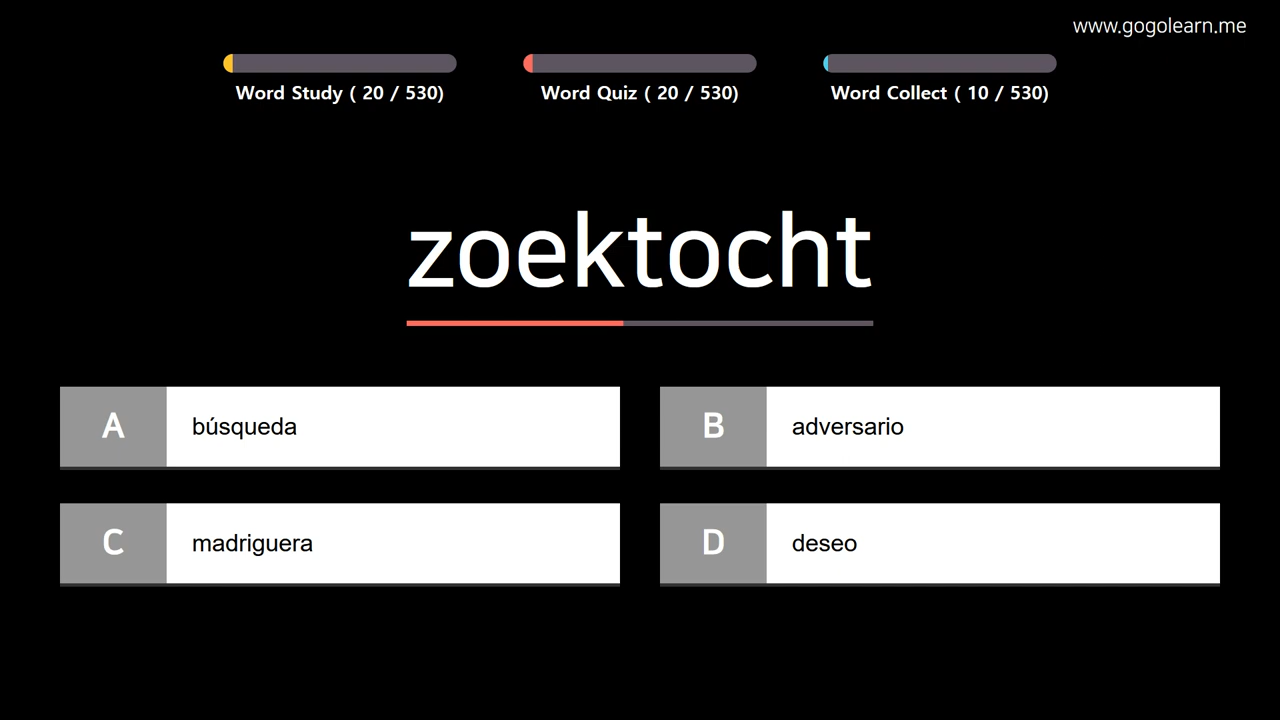 www.gogolearn.me
Word Study ( 20 / 530)
Word Quiz ( 20 / 530)
Word Collect ( 10 / 530)
zoektocht
A búsqueda
B adversario
C madriguera
D deseo